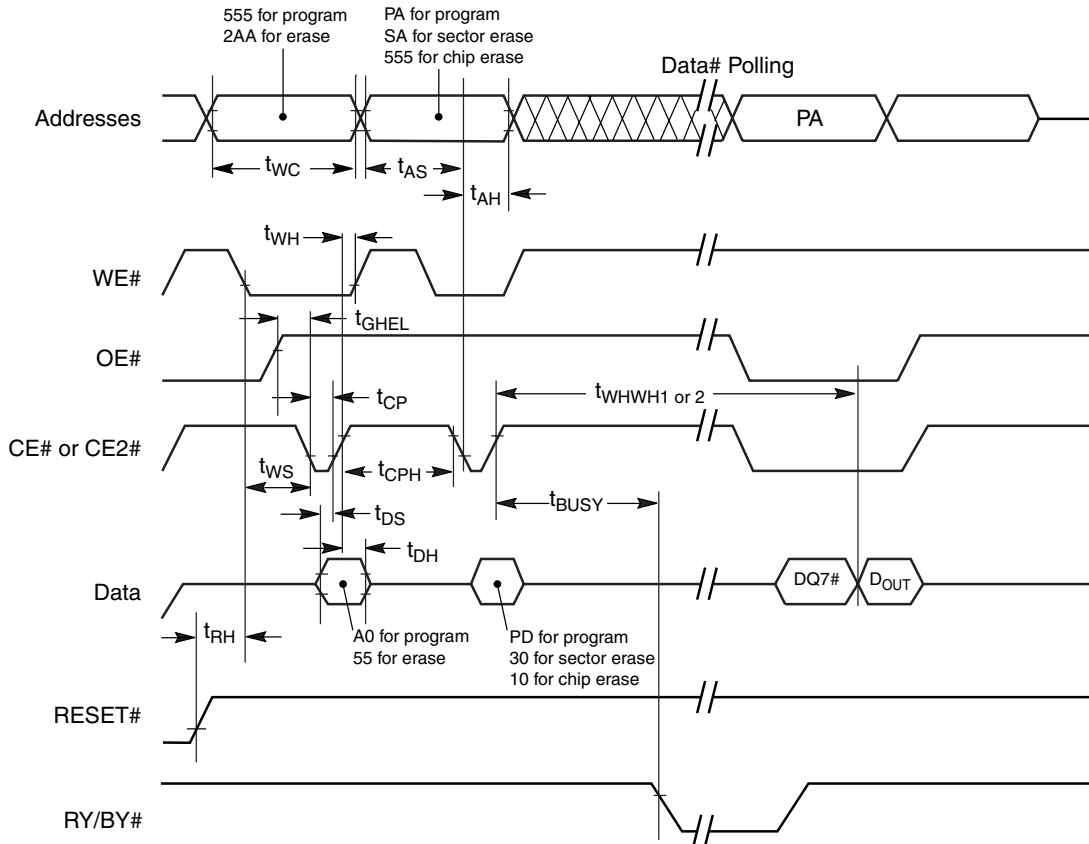 555 for program
2AA for erase
PA for program
SA for sector erase
555 for chip erase
Data# Polling
Addresses
PA
tWC
tAS
tAH
tWH
WE#
tGHEL
OE#
tWHWH1 or 2
tCP
CE# or CE2#
tWS
tCPH
tBUSY
tDS
tDH
Data
DQ7#
DOUT
tRH
A0 for program
55 for erase
PD for program
30 for sector erase
10 for chip erase
RESET#
RY/BY#